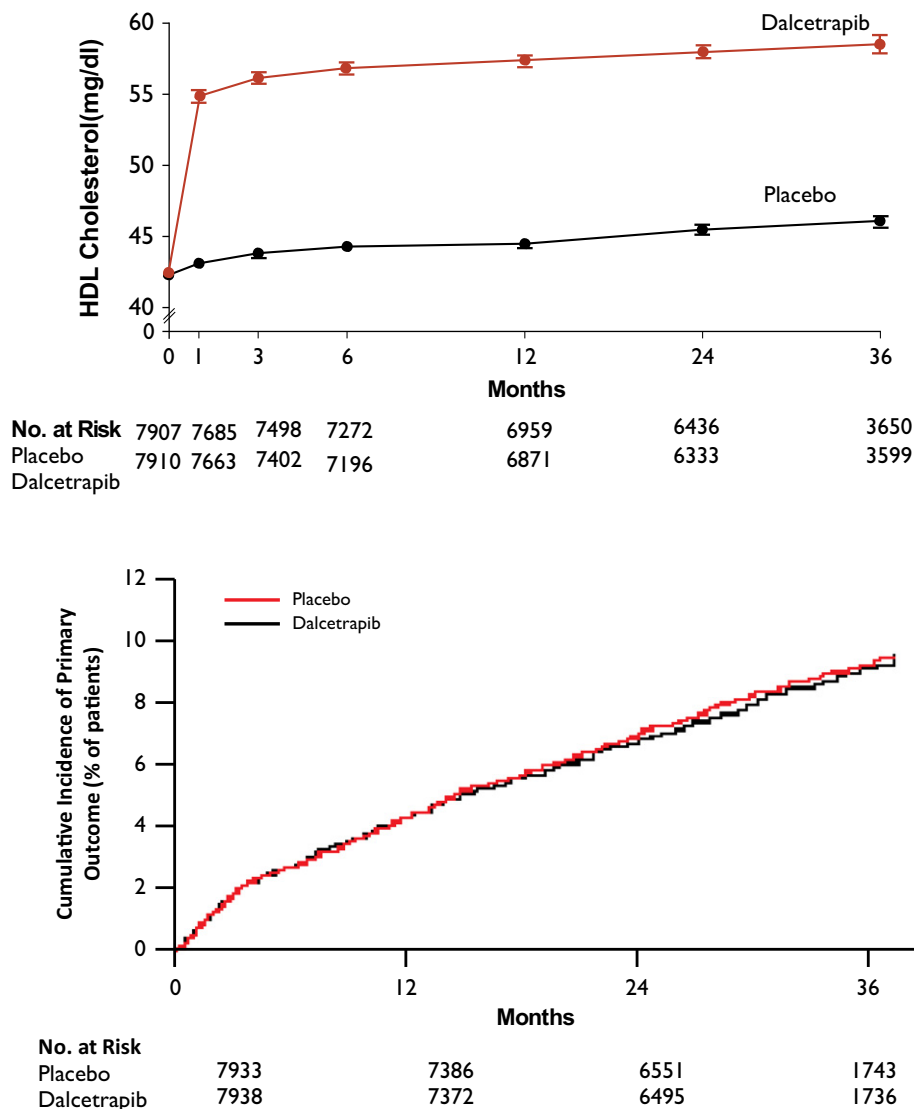 60
Dalcetrapib
55
HDL Cholesterol(mg/dl)
50
Placebo
45
40
0
0 1 3 6 12 24 36
Months
No. at Risk 7907 7685 7498 7272 6959 6436 3650
Placebo 7910 7663 7402 7196 6871 6333 3599
Dalcetrapib
12
Placebo
Dalcetrapib
10
Cumulative Incidence of Primary
Outcome (% of patients)
8
6
4
2
0
0 12 24 36
Months
No. at Risk
Placebo 7933 7386 6551 1743
Dalcetrapib 7938 7372 6495 1736